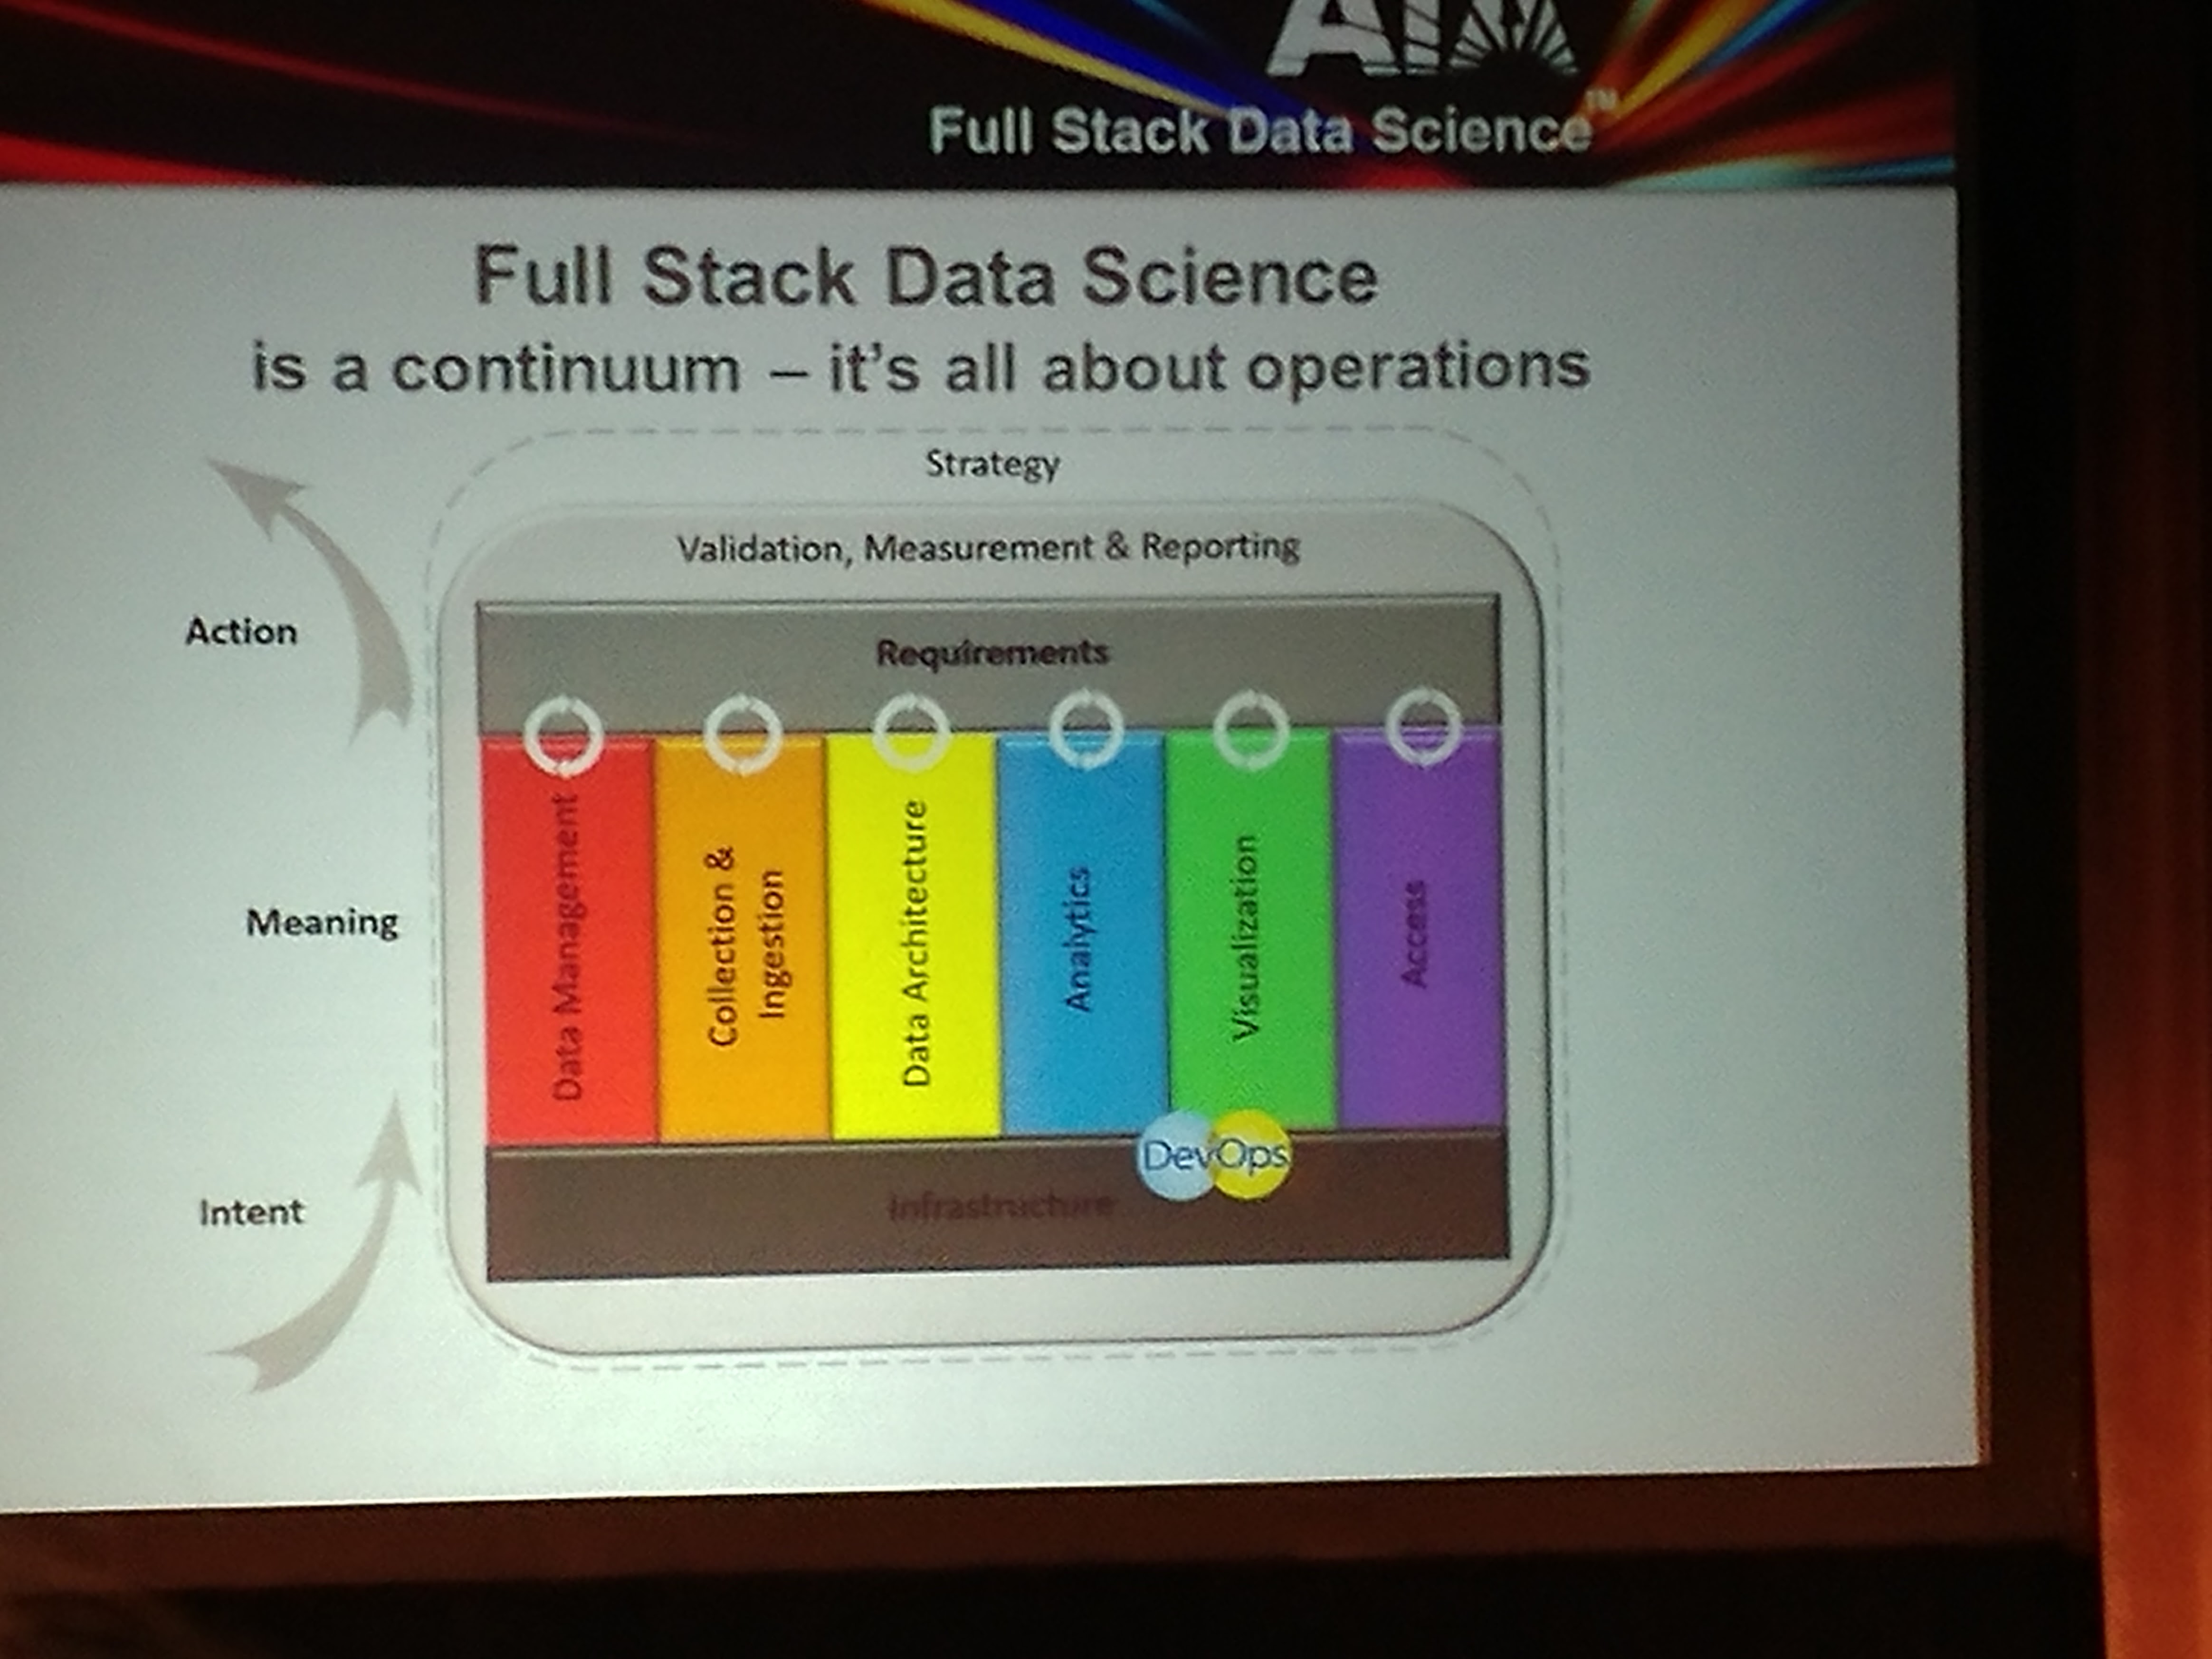 Full Stack Data Science™
Full Stack Data Science
is a continuum – it's all about operations
Strategy
Validation, Measurement & Reporting
Requirements
Action
Meaning
Intent
Data Management
Collection &
Ingestion
Data Architecture
Analytics
Visualization
Access
DevOps
Infrastructure